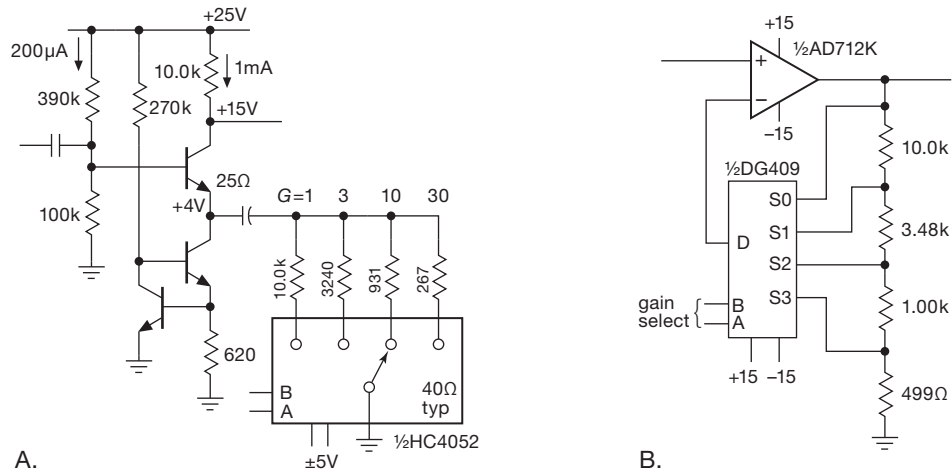 +25V
200µA
10.0k
1mA
390k
270k
+15V
25Ω
100k
+4V
G=1 3 10 30
10.0k
3240
931
267
620
B
A
40Ω
typ
½HC4052
±5V
A.
+15
½AD712K
+
−
−15
½DG409
10.0k
S0
S1
3.48k
D
S2
S3
1.00k
gain
select
B
A
+15 −15
499Ω
B.